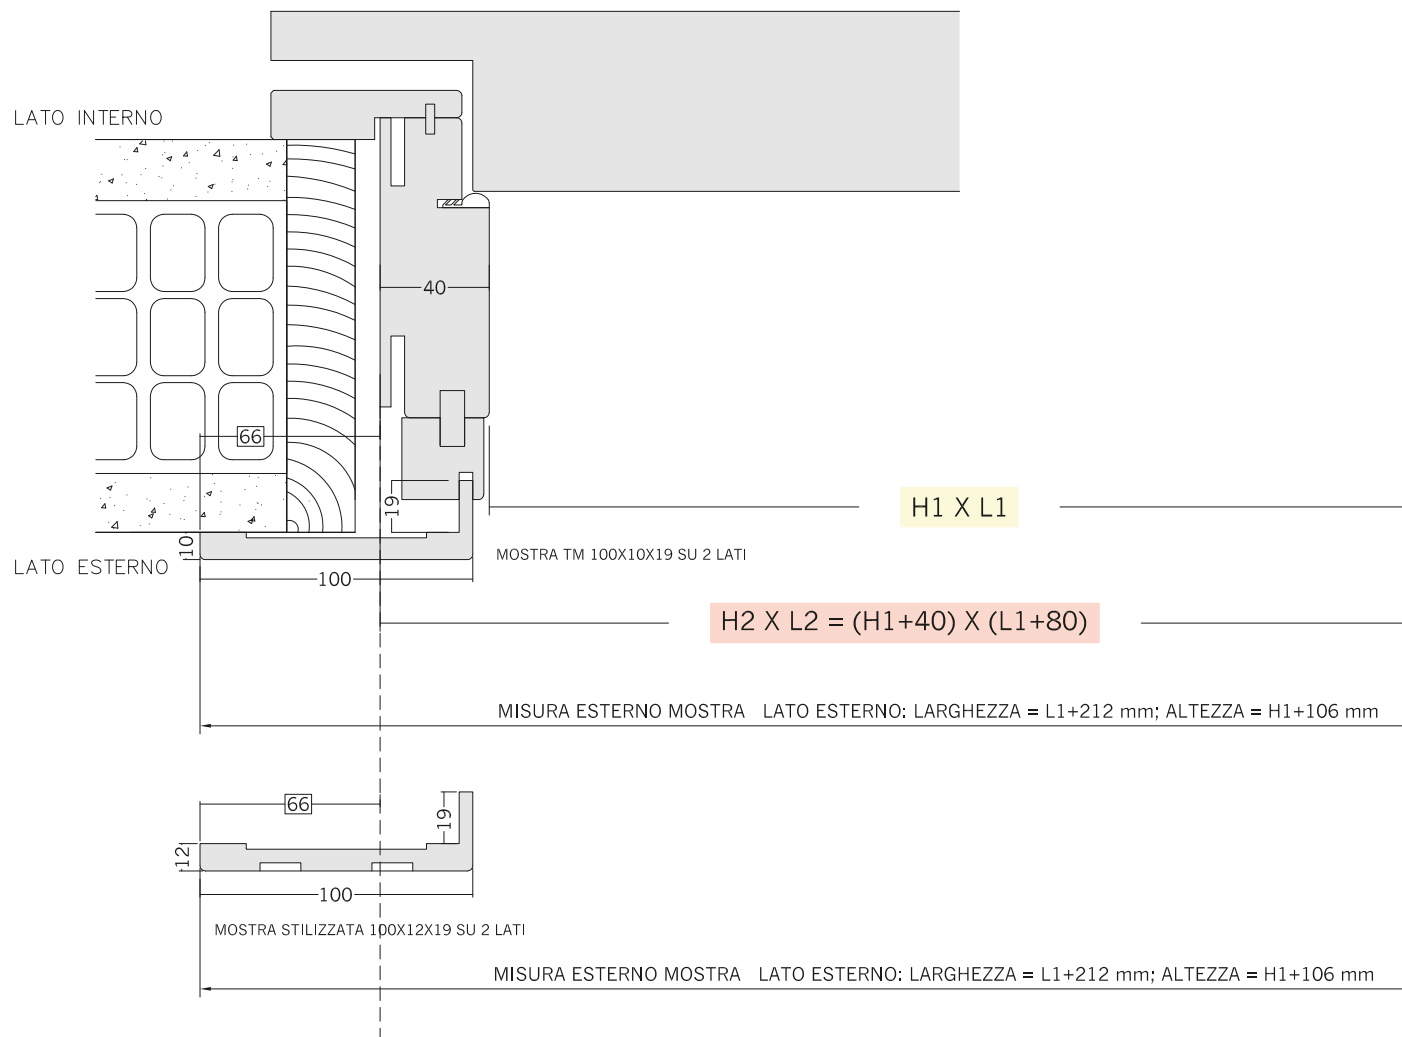 LATO INTERNO
40
66
19
H1 X L1
10
MOSTRA TM 100X10X19 SU 2 LATI
LATO ESTERNO
100
H2 X L2 = (H1+40) X (L1+80)
MISURA ESTERNO MOSTRA LATO ESTERNO: LARGHEZZA = L1+212 mm; ALTEZZA = H1+106 mm
66
19
12
100
MOSTRA STILIZZATA 100X12X19 SU 2 LATI
MISURA ESTERNO MOSTRA LATO ESTERNO: LARGHEZZA = L1+212 mm; ALTEZZA = H1+106 mm